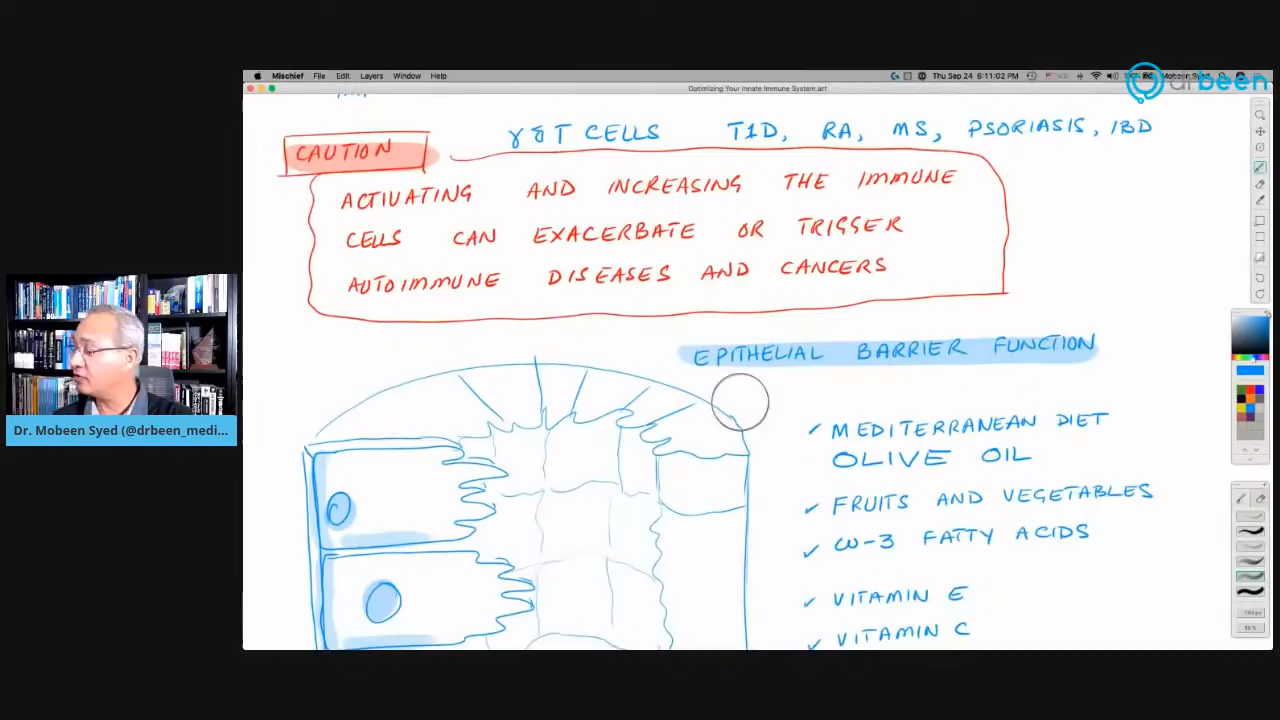 Mischief File Edit Layers Window Help
Thu Sep 24 6:11:02 PM
Mobeen Syed
drbeen
Optimizing Your Innate Immune System.art
γ δ T CELLS T1D, RA, MS, PSORIASIS, IBD
CAUTION
ACTIVATING AND INCREASING THE IMMUNE
CELLS CAN EXACERBATE OR TRIGGER
AUTOIMMUNE DISEASES AND CANCERS
EPITHELIAL BARRIER FUNCTION
✓ MEDITERRANEAN DIET
OLIVE OIL
✓ FRUITS AND VEGETABLES
✓ ω-3 FATTY ACIDS
✓ VITAMIN E
✓ VITAMIN C
Dr. Mobeen Syed (@drbeen_medi...